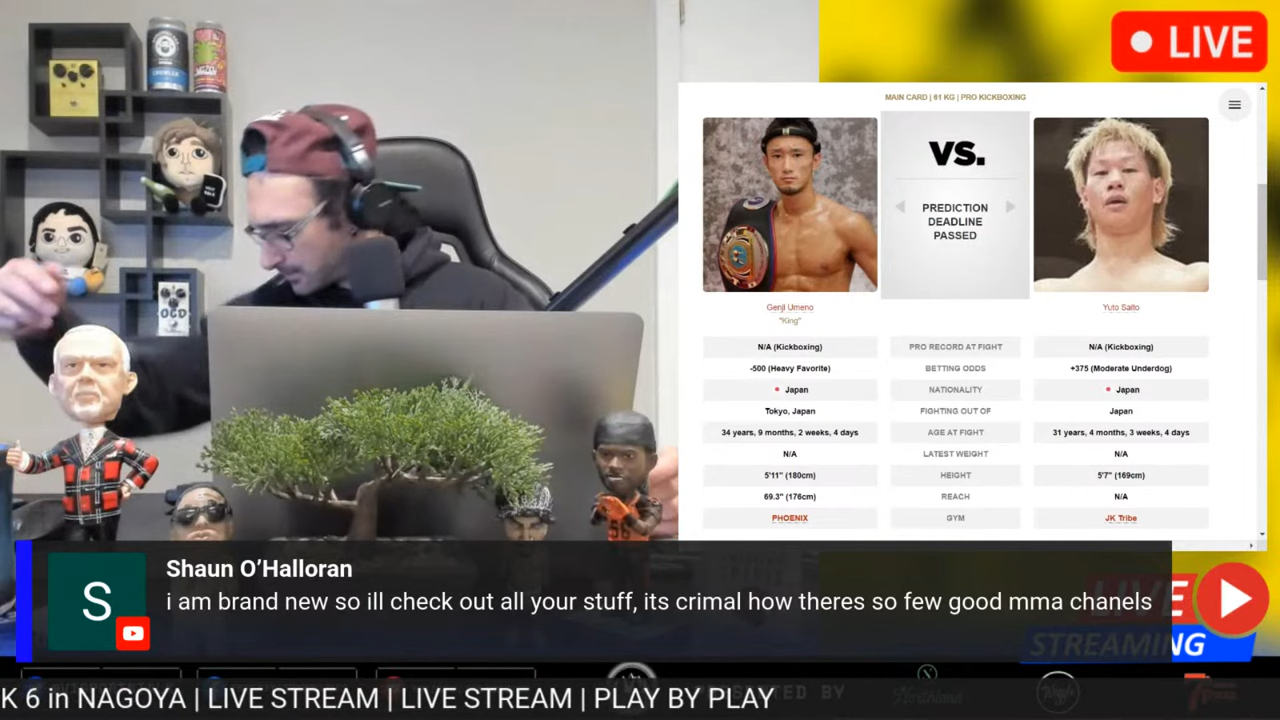 LIVE
MAIN CARD | 61 KG | PRO KICKBOXING
VS.
PREDICTION
DEADLINE
PASSED
Genji Umeno
"King"
Yuto Saito
N/A (Kickboxing) PRO RECORD AT FIGHT N/A (Kickboxing)
-500 (Heavy Favorite) BETTING ODDS +375 (Moderate Underdog)
Japan NATIONALITY Japan
Tokyo, Japan FIGHTING OUT OF Japan
34 years, 9 months, 2 weeks, 4 days AGE AT FIGHT 31 years, 4 months, 3 weeks, 4 days
N/A LATEST WEIGHT N/A
5'11" (180cm) HEIGHT 5'7" (169cm)
69.3" (176cm) REACH N/A
PHOENIX GYM JK Tribe
OCD
S
Shaun O’Halloran
i am brand new so ill check out all your stuff, its crimal how theres so few good mma chanels
LIVE
STREAMING
BY
Northland
K 6 in NAGOYA | LIVE STREAM | LIVE STREAM | PLAY BY PLAY